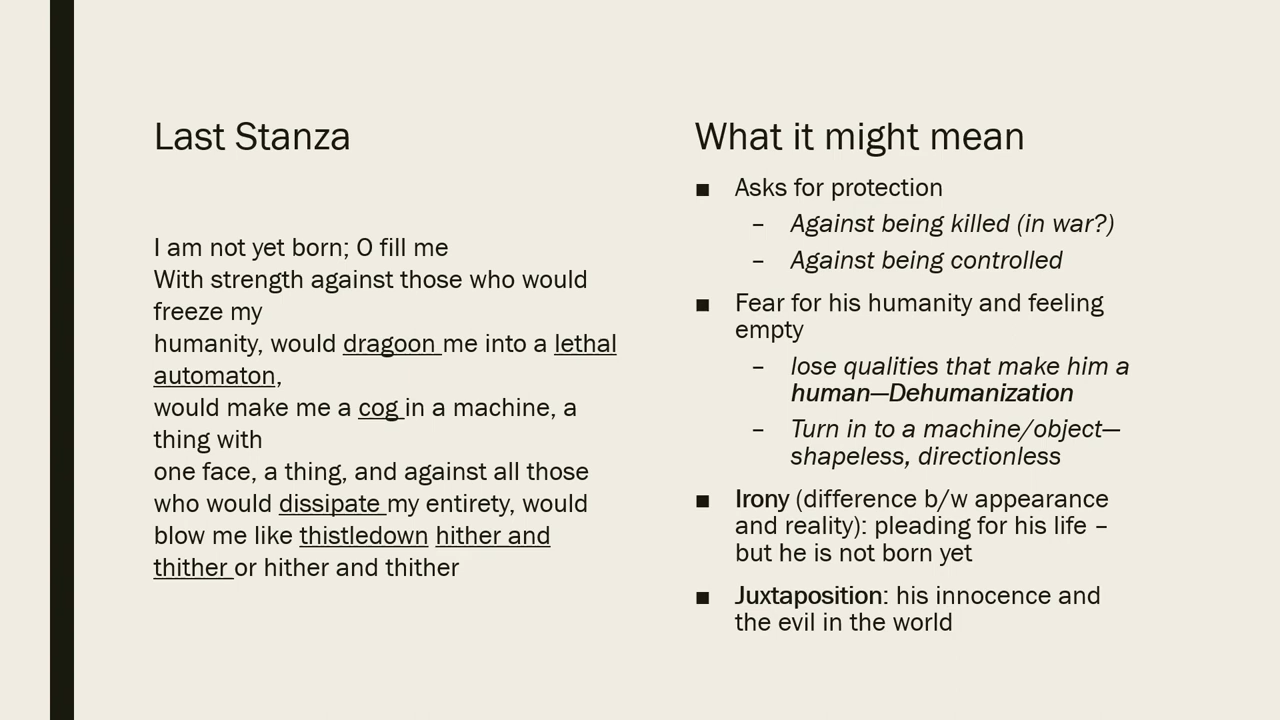 Last Stanza
I am not yet born; O fill me
With strength against those who would
freeze my
humanity, would dragoon me into a lethal
automaton,
would make me a cog in a machine, a
thing with
one face, a thing, and against all those
who would dissipate my entirety, would
blow me like thistledown hither and
thither or hither and thither
What it might mean
■ Asks for protection
– Against being killed (in war?)
– Against being controlled
■ Fear for his humanity and feeling
empty
– lose qualities that make him a
human—Dehumanization
– Turn in to a machine/object—
shapeless, directionless
■ Irony (difference b/w appearance
and reality): pleading for his life –
but he is not born yet
■ Juxtaposition: his innocence and
the evil in the world